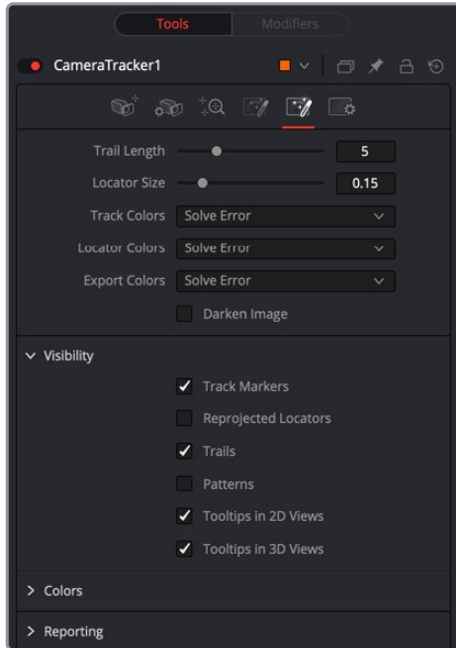 Tools Modifiers
CameraTracker1
Trail Length 5
Locator Size 0.15
Track Colors Solve Error
Locator Colors Solve Error
Export Colors Solve Error
Darken Image
Visibility
Track Markers
Reprojected Locators
Trails
Patterns
Tooltips in 2D Views
Tooltips in 3D Views
Colors
Reporting